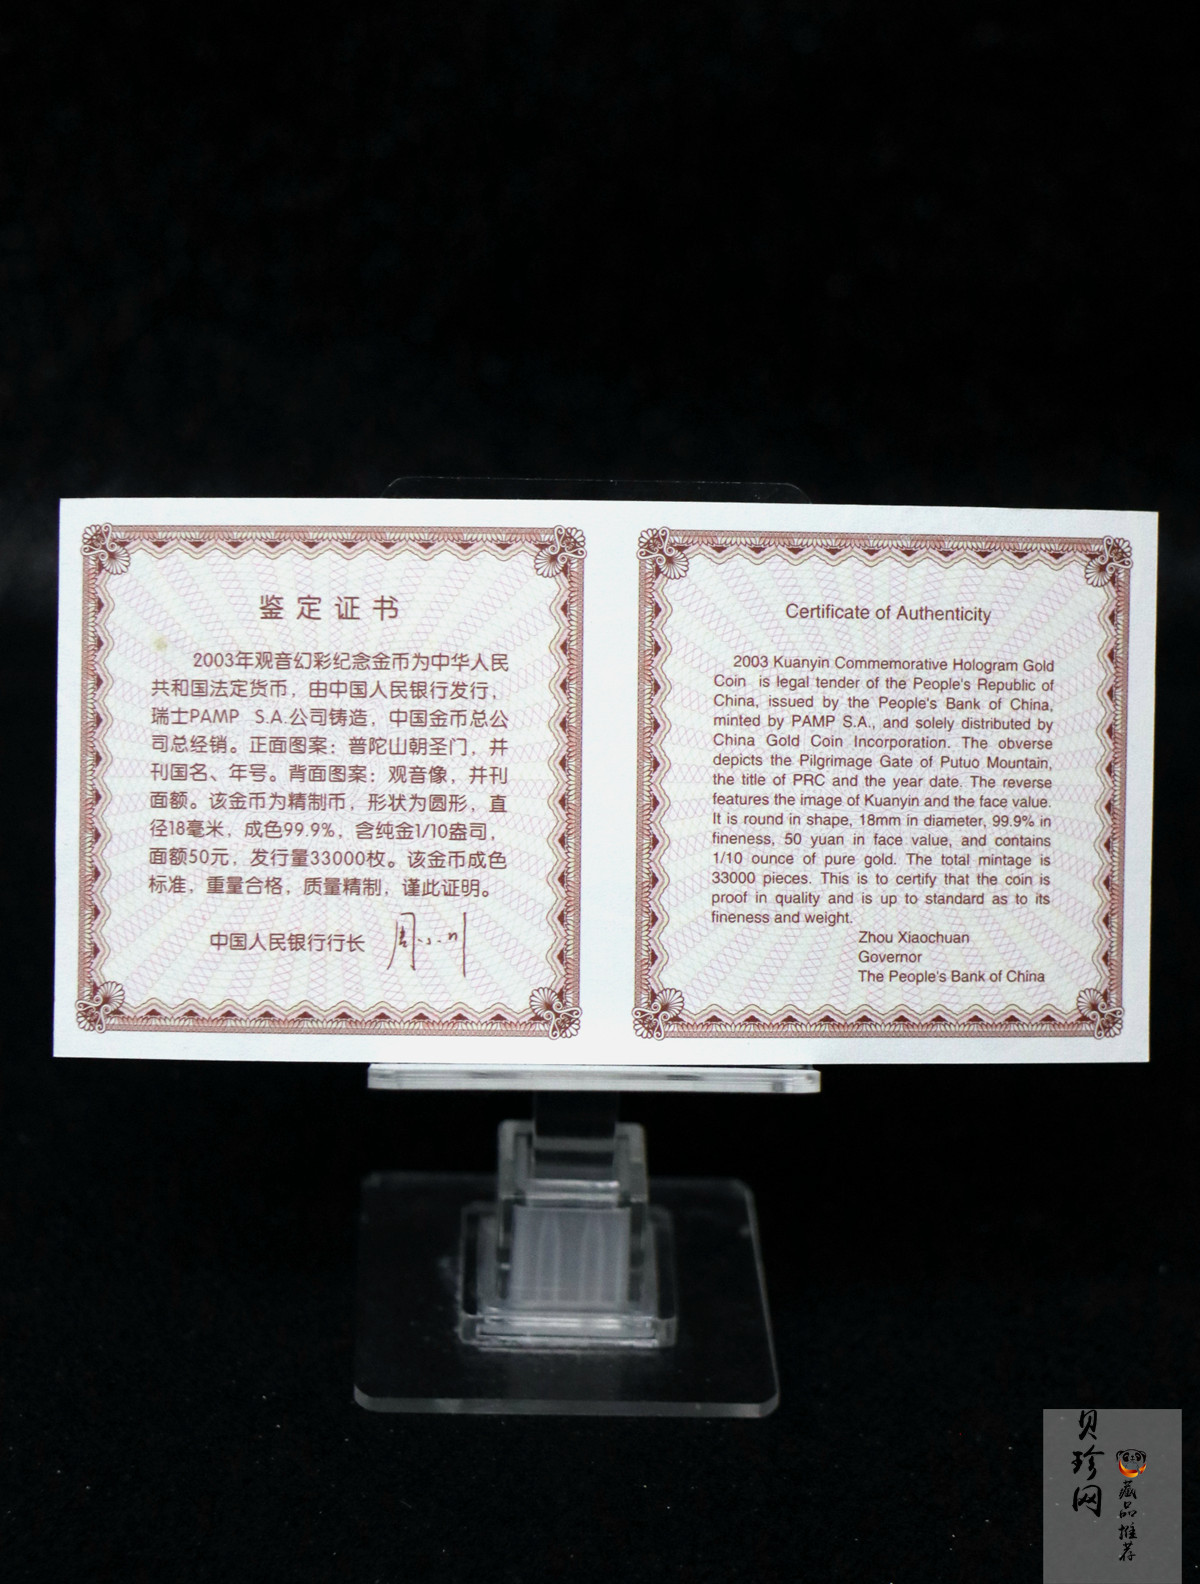 鉴定证书
2003年观音幻彩纪念金币为中华人民
共和国法定货币，由中国人民银行发行，
瑞士PAMP S.A.公司铸造，中国金币总公
司总经销。正面图案：普陀山朝圣门，并
刊国名、年号。背面图案：观音像，并刊
面额。该金币为精制币，形状为圆形，直
径18毫米，成色99.9%，含纯金1/10盎司，
面额50元，发行量33000枚。该金币成色
标准，重量合格，质量精制，谨此证明。
中国人民银行行长 周小川
Certificate of Authenticity
2003 Kuanyin Commemorative Hologram Gold
Coin is legal tender of the People's Republic of
China, issued by the People's Bank of China,
minted by PAMP S.A., and solely distributed by
China Gold Coin Incorporation. The obverse
depicts the Pilgrimage Gate of Putuo Mountain,
the title of PRC and the year date. The reverse
features the image of Kuanyin and the face value.
It is round in shape, 18mm in diameter, 99.9% in
fineness, 50 yuan in face value, and contains
1/10 ounce of pure gold. The total mintage is
33000 pieces. This is to certify that the coin is
proof in quality and is up to standard as to its
fineness and weight.
Zhou Xiaochuan
Governor
The People's Bank of China
贝珍网
藏品推荐